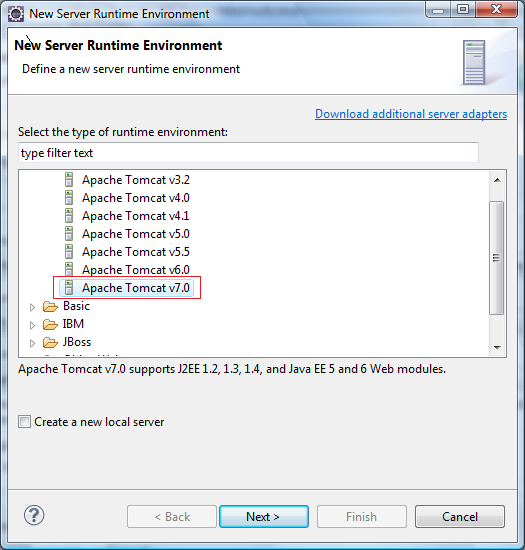 New Server Runtime Environment
New Server Runtime Environment
Define a new server runtime environment
Download additional server adapters
Select the type of runtime environment:
type filter text
Apache Tomcat v3.2
Apache Tomcat v4.0
Apache Tomcat v4.1
Apache Tomcat v5.0
Apache Tomcat v5.5
Apache Tomcat v6.0
Apache Tomcat v7.0
Basic
IBM
JBoss
Apache Tomcat v7.0 supports J2EE 1.2, 1.3, 1.4, and Java EE 5 and 6 Web modules.
Create a new local server
? < Back Next > Finish Cancel